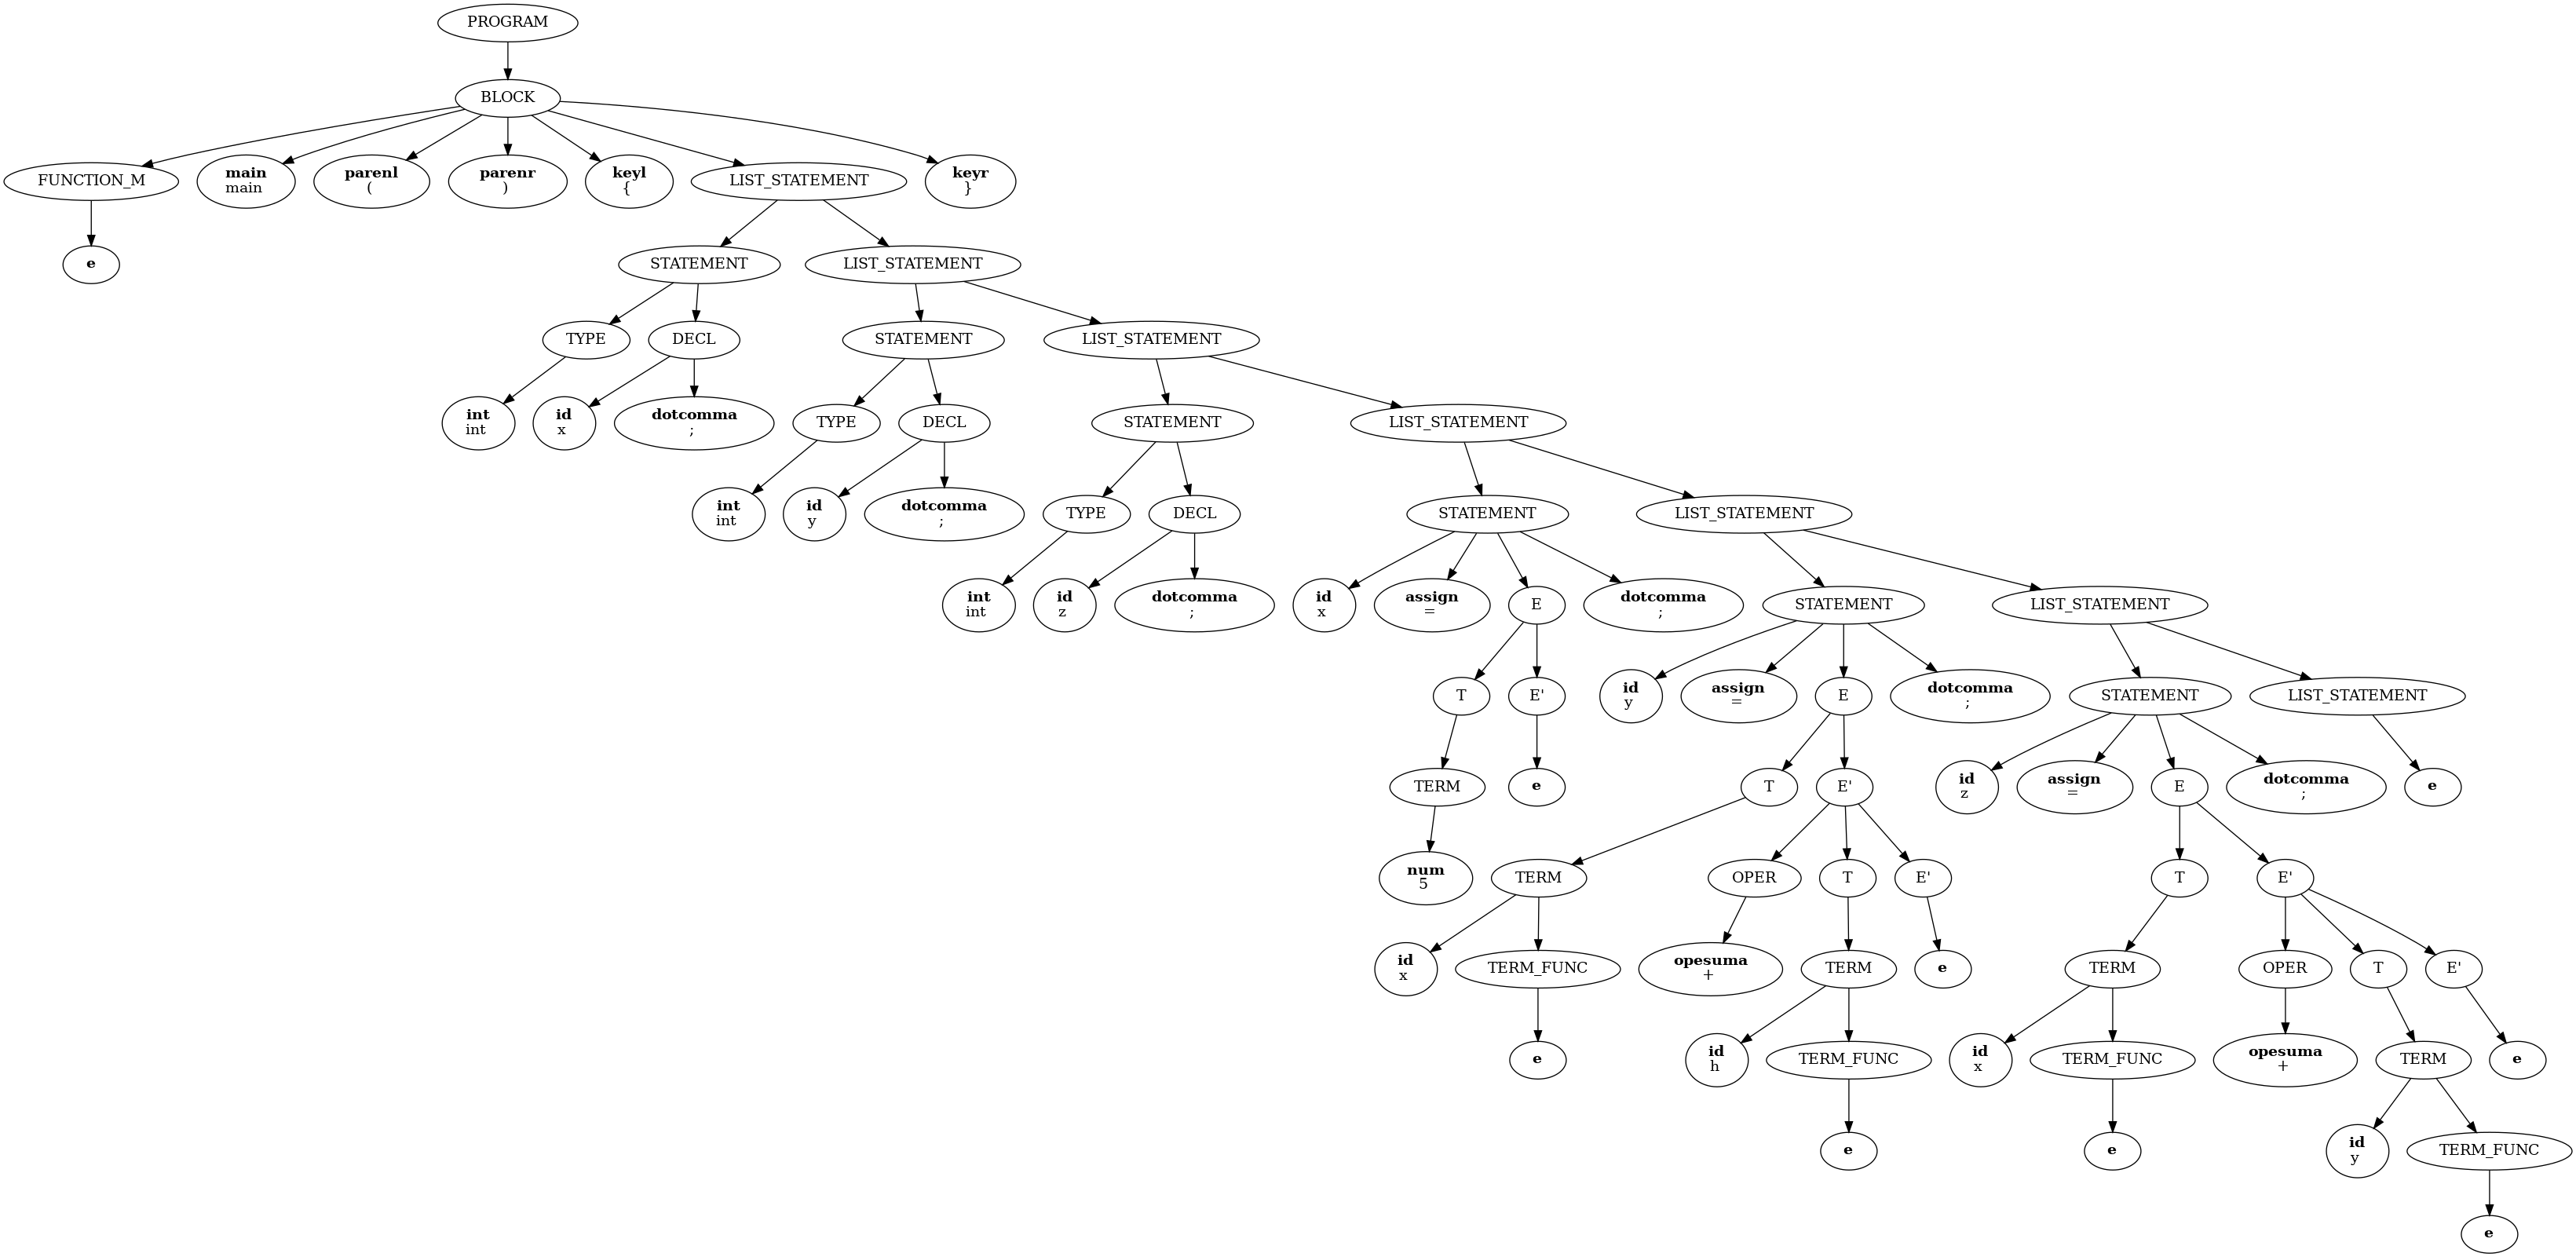 PROGRAM
BLOCK
FUNCTION_M
main
main
parenl
(
parenr
)
keyl
{
LIST_STATEMENT
keyr
}
e
STATEMENT
LIST_STATEMENT
TYPE
DECL
STATEMENT
LIST_STATEMENT
int
int
id
x
dotcomma
;
TYPE
DECL
STATEMENT
LIST_STATEMENT
int
int
id
y
dotcomma
;
TYPE
DECL
STATEMENT
LIST_STATEMENT
int
int
id
z
dotcomma
;
id
x
assign
=
E
dotcomma
;
STATEMENT
LIST_STATEMENT
T
E'
id
y
assign
=
E
dotcomma
;
STATEMENT
LIST_STATEMENT
TERM
e
T
E'
id
z
assign
=
E
dotcomma
;
e
num
5
TERM
OPER
T
E'
T
E'
id
x
TERM_FUNC
opesuma
+
TERM
e
TERM
OPER
T
E'
e
id
h
TERM_FUNC
id
x
TERM_FUNC
opesuma
+
TERM
e
e
e
id
y
TERM_FUNC
e